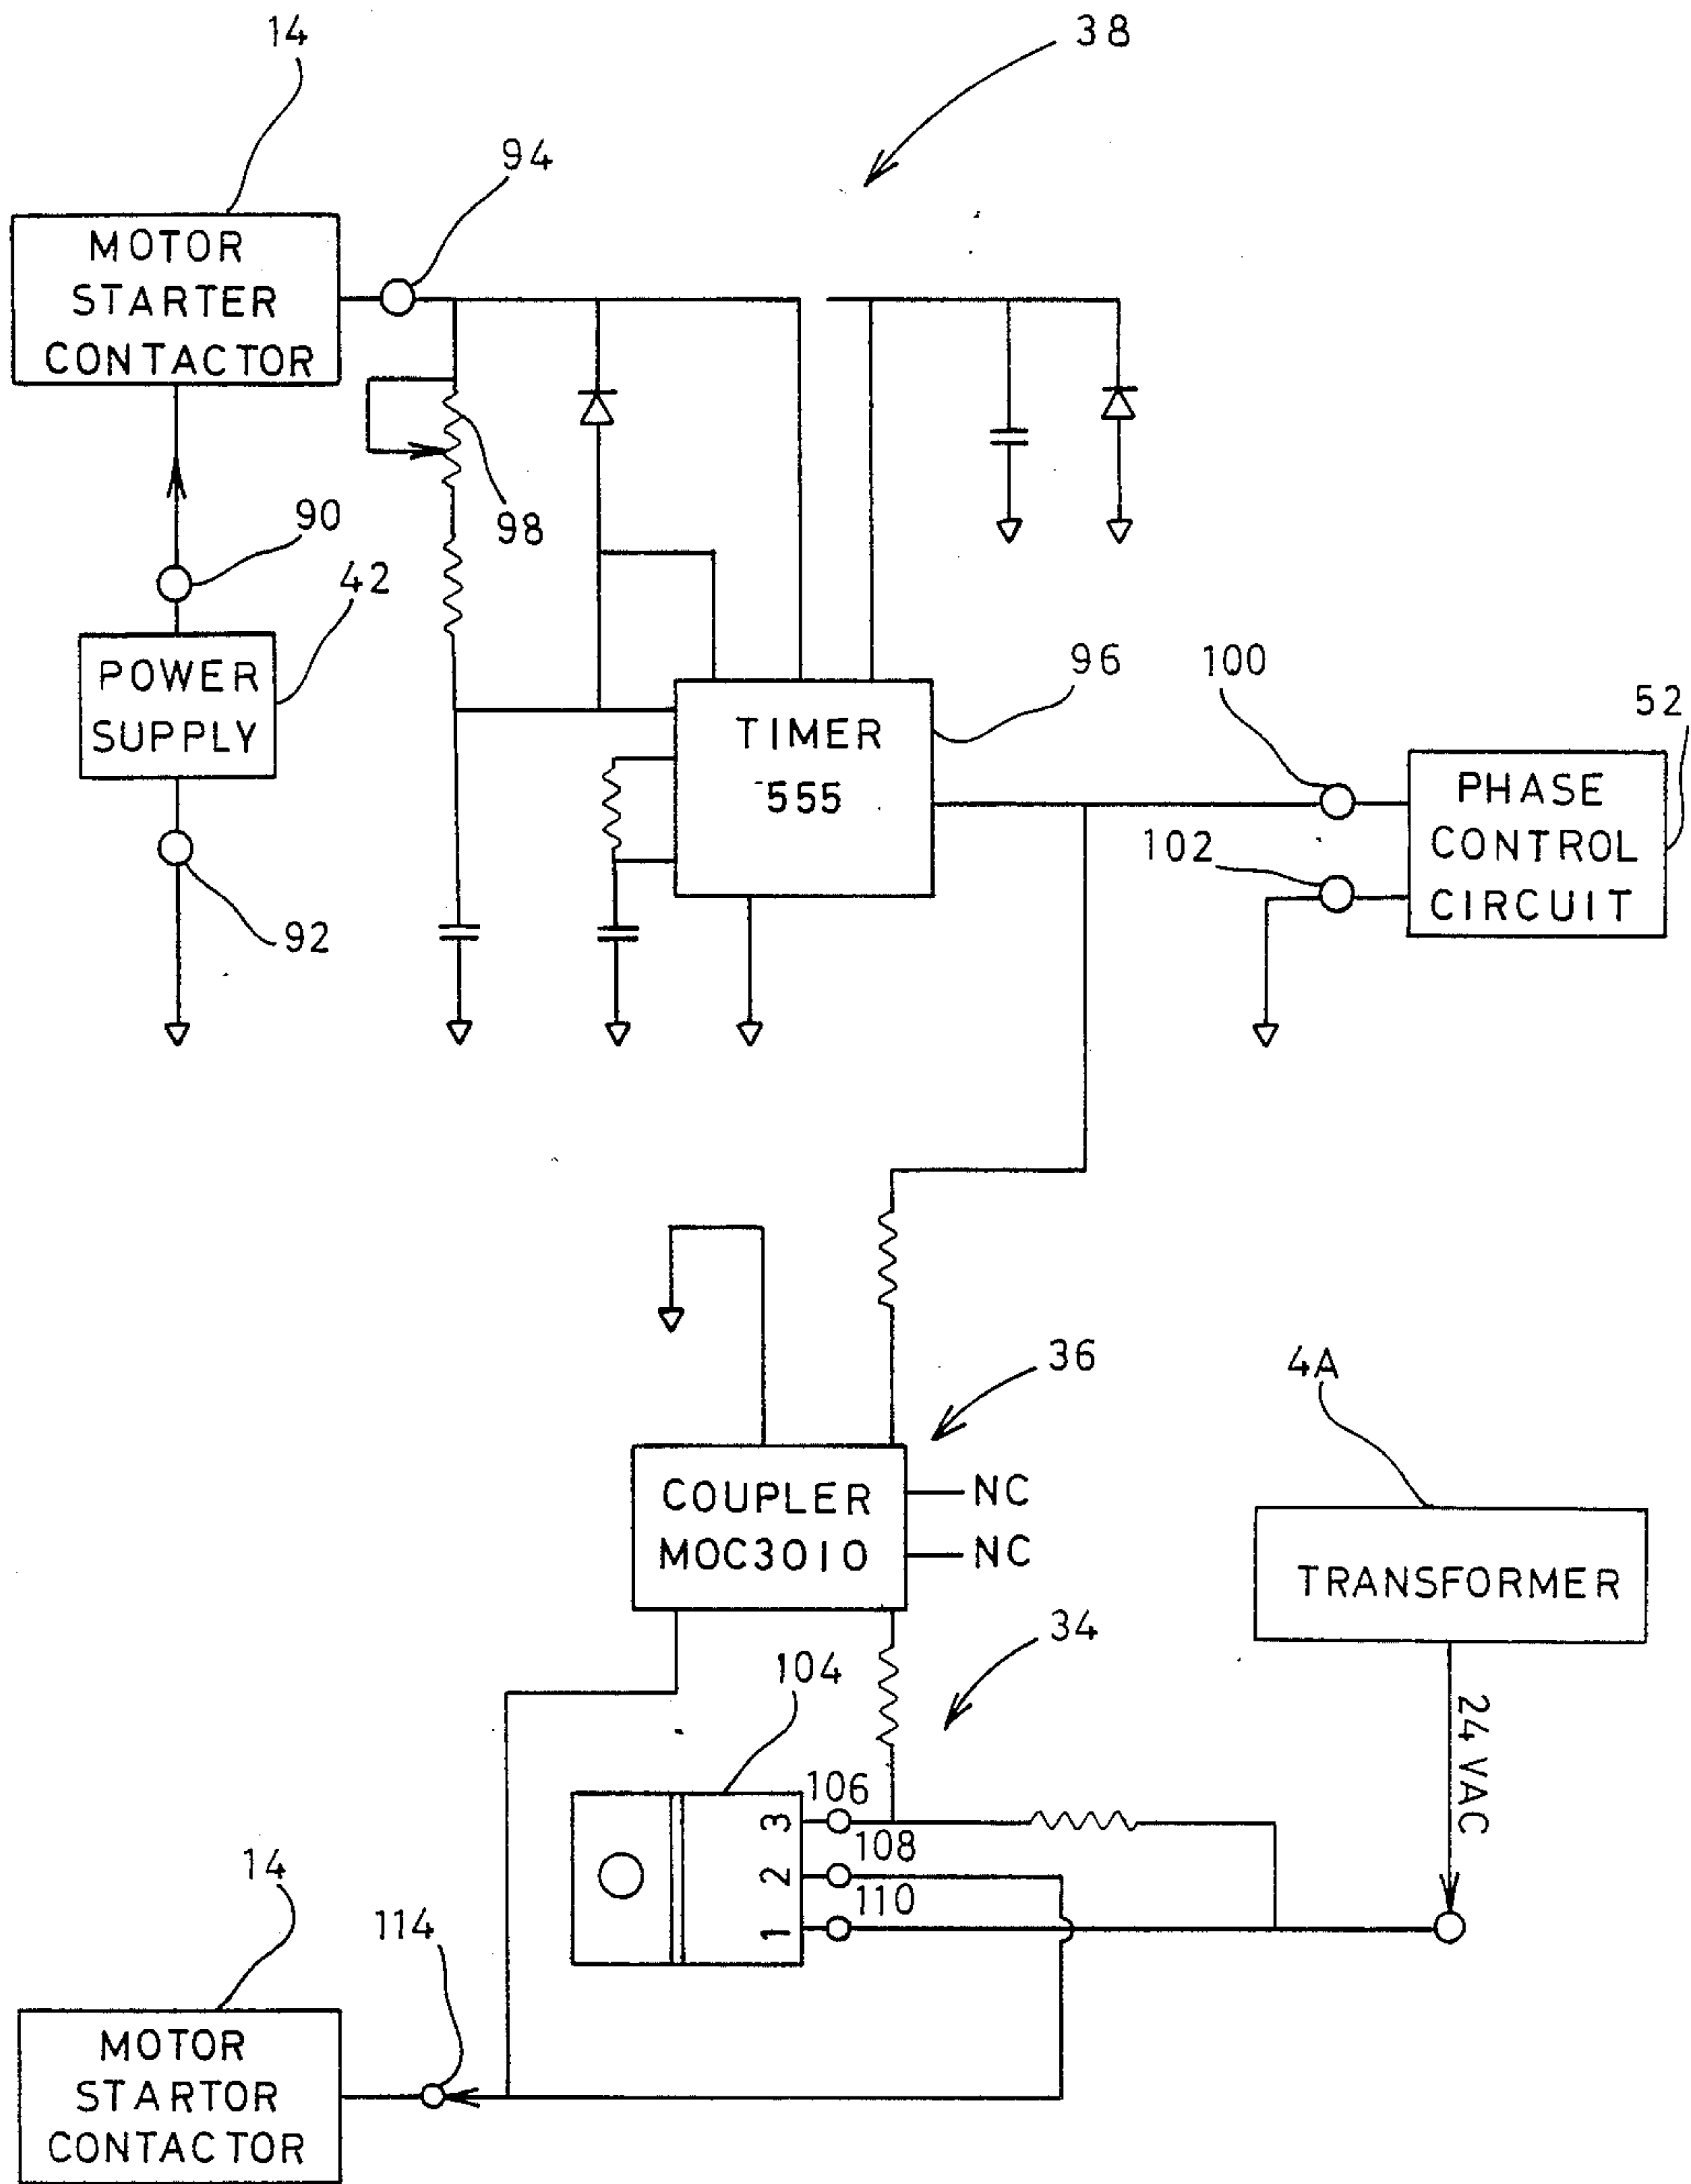 14
38
94
MOTOR
STARTER
CONTACTOR
98
90
42
POWER
SUPPLY
92
96
TIMER
555
100
102
52
PHASE
CONTROL
CIRCUIT
36
COUPLER
MOC3010
NC
NC
4A
TRANSFORMER
24 VAC
34
104
3
2
1
106
108
110
14
114
MOTOR
STARTOR
CONTACTOR